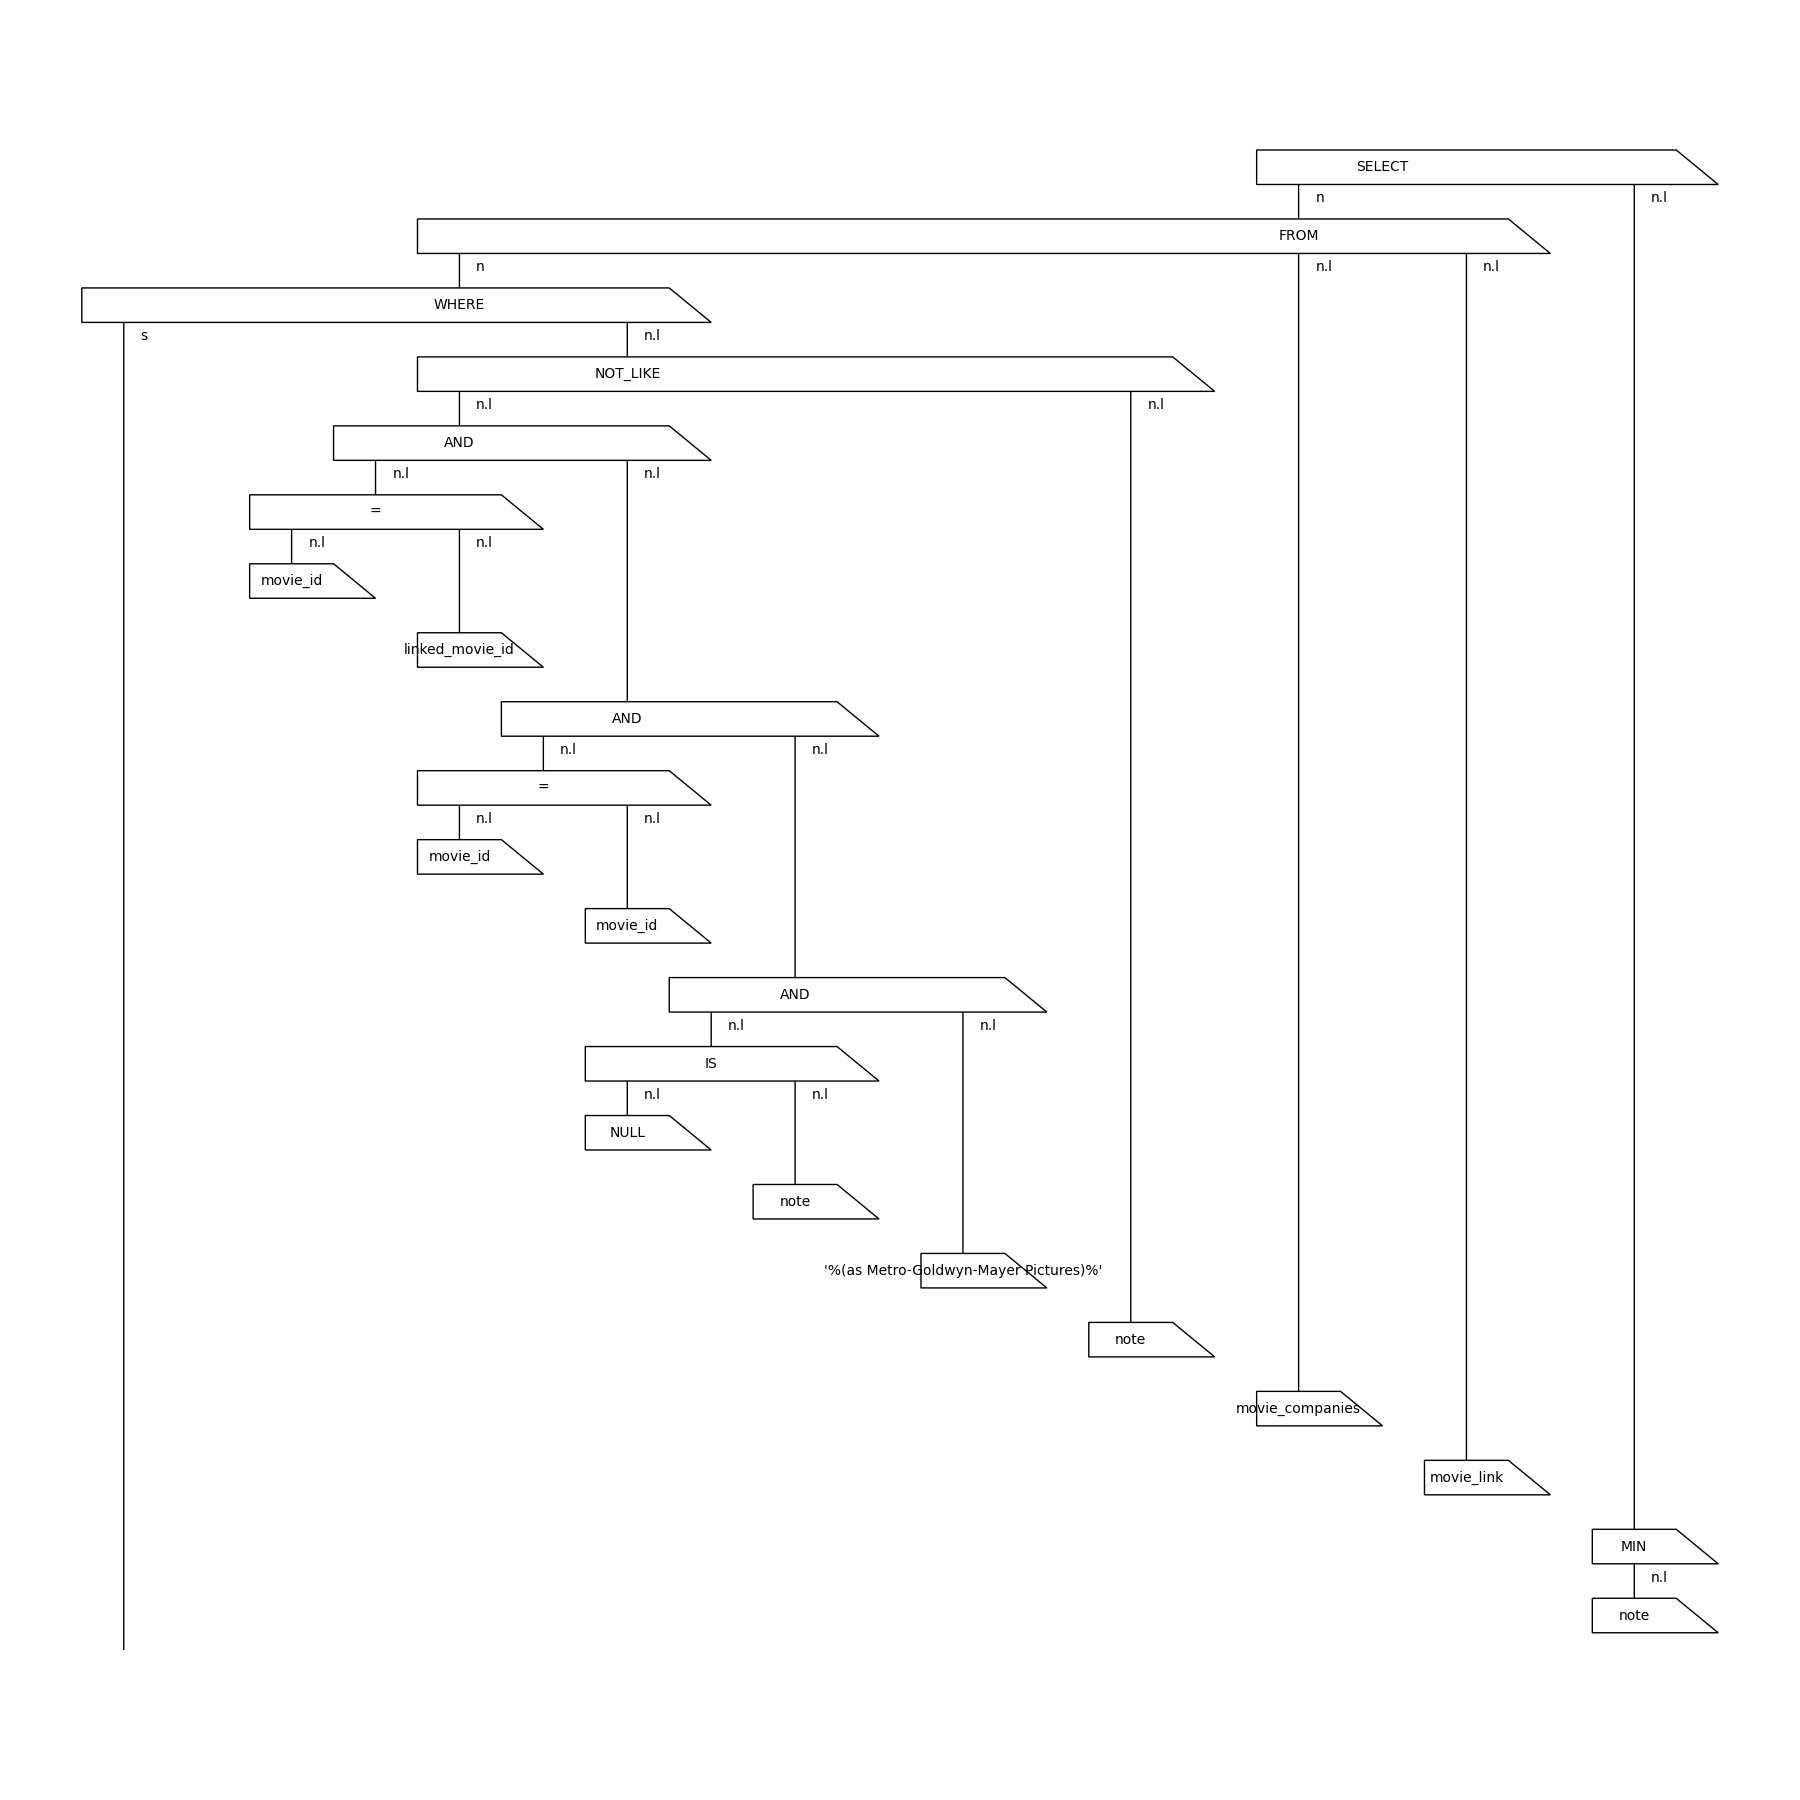 SELECT
n n.l
FROM
n n.l n.l
WHERE
s n.l
NOT_LIKE
n.l n.l
AND
n.l n.l
=
n.l n.l
movie_id
linked_movie_id
AND
n.l n.l
=
n.l n.l
movie_id
movie_id
AND
n.l n.l
IS
n.l n.l
NULL
note
'%(as Metro-Goldwyn-Mayer Pictures)%'
note
movie_companies
movie_link
MIN
n.l
note